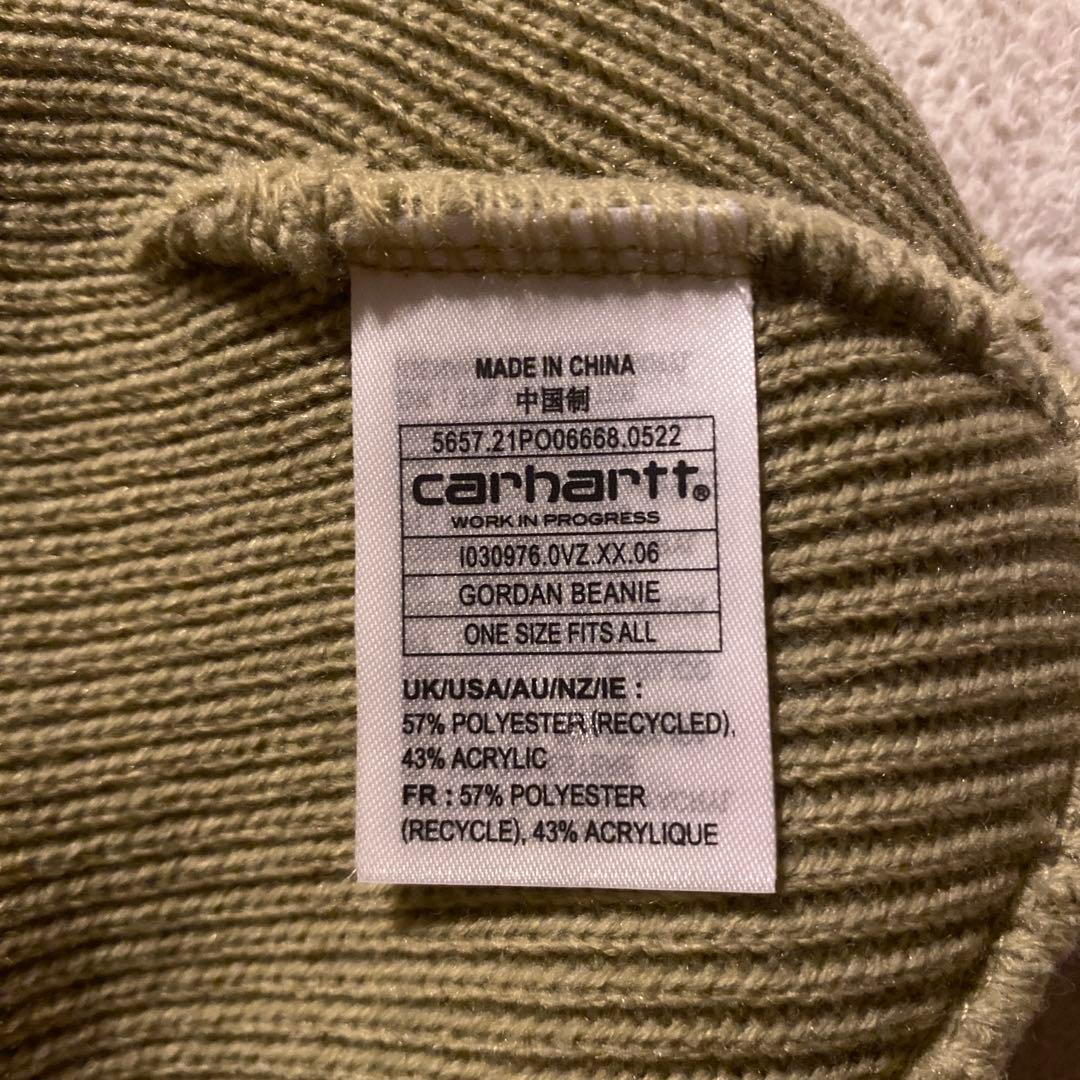 MADE IN CHINA
中国制
5657.21PO06668.0522
carhartt®
WORK IN PROGRESS
I030976.0VZ.XX.06
GORDAN BEANIE
ONE SIZE FITS ALL
UK/USA/AU/NZ/IE :
57% POLYESTER (RECYCLED),
43% ACRYLIC
FR : 57% POLYESTER
(RECYCLE), 43% ACRYLIQUE